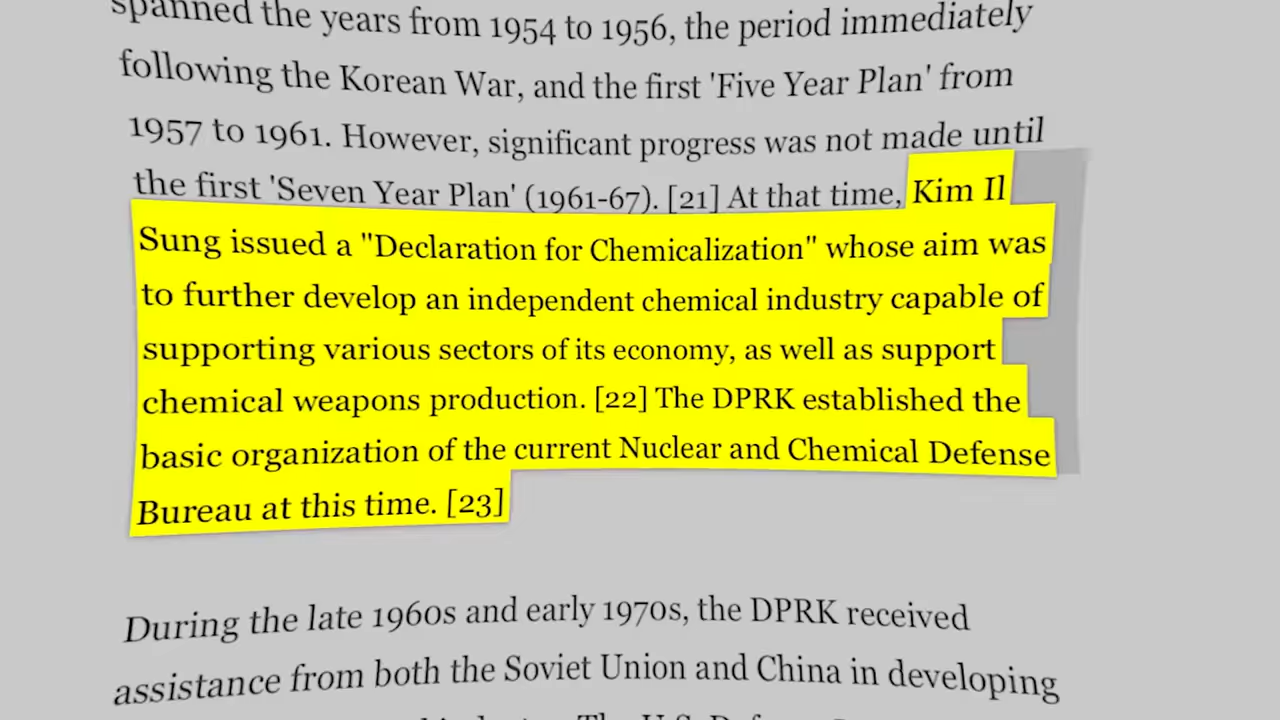 spanned the years from 1954 to 1956, the period immediately
following the Korean War, and the first 'Five Year Plan' from
1957 to 1961. However, significant progress was not made until
the first 'Seven Year Plan' (1961-67). [21] At that time, Kim Il
Sung issued a "Declaration for Chemicalization" whose aim was
to further develop an independent chemical industry capable of
supporting various sectors of its economy, as well as support
chemical weapons production. [22] The DPRK established the
basic organization of the current Nuclear and Chemical Defense
Bureau at this time. [23]
During the late 1960s and early 1970s, the DPRK received
assistance from both the Soviet Union and China in developing
The U.S.